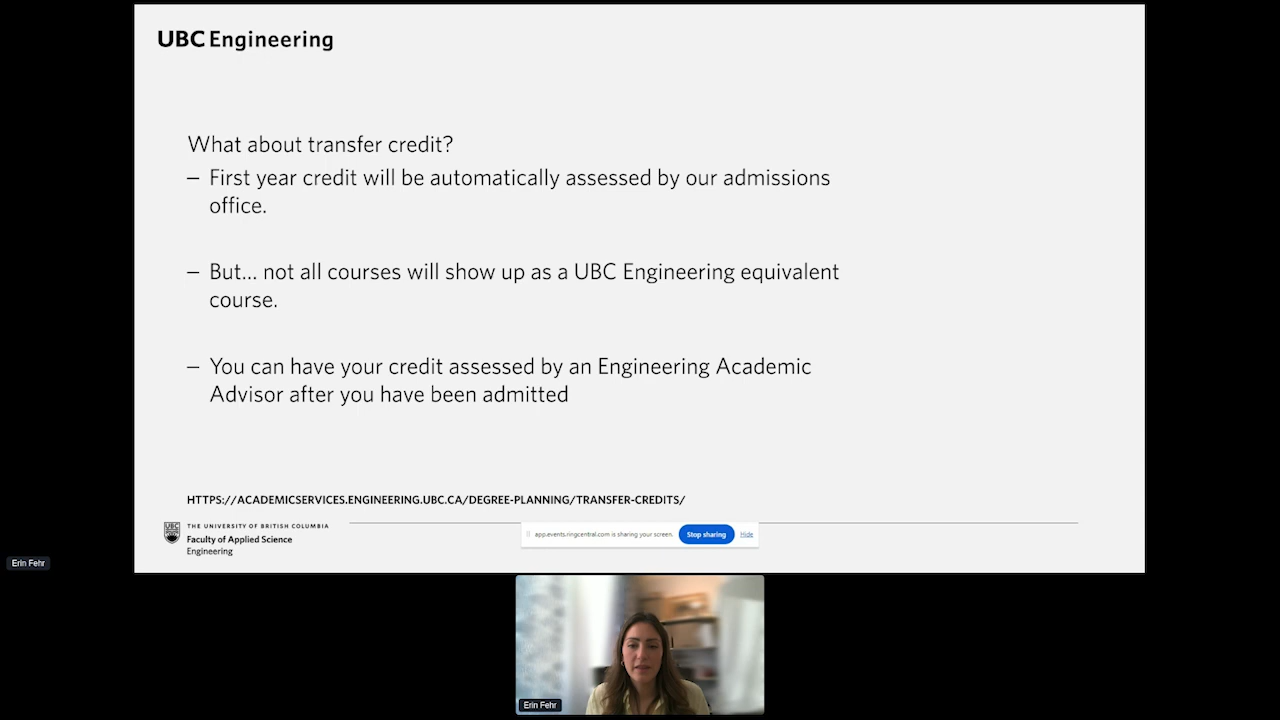 UBC Engineering
What about transfer credit?
– First year credit will be automatically assessed by our admissions
office.
– But... not all courses will show up as a UBC Engineering equivalent
course.
– You can have your credit assessed by an Engineering Academic
Advisor after you have been admitted
HTTPS://ACADEMICSERVICES.ENGINEERING.UBC.CA/DEGREE-PLANNING/TRANSFER-CREDITS/
UBC
THE UNIVERSITY OF BRITISH COLUMBIA
Faculty of Applied Science
Engineering
app.events.ringcentral.com is sharing your screen. Stop sharing Hide
Erin Fehr
Erin Fehr